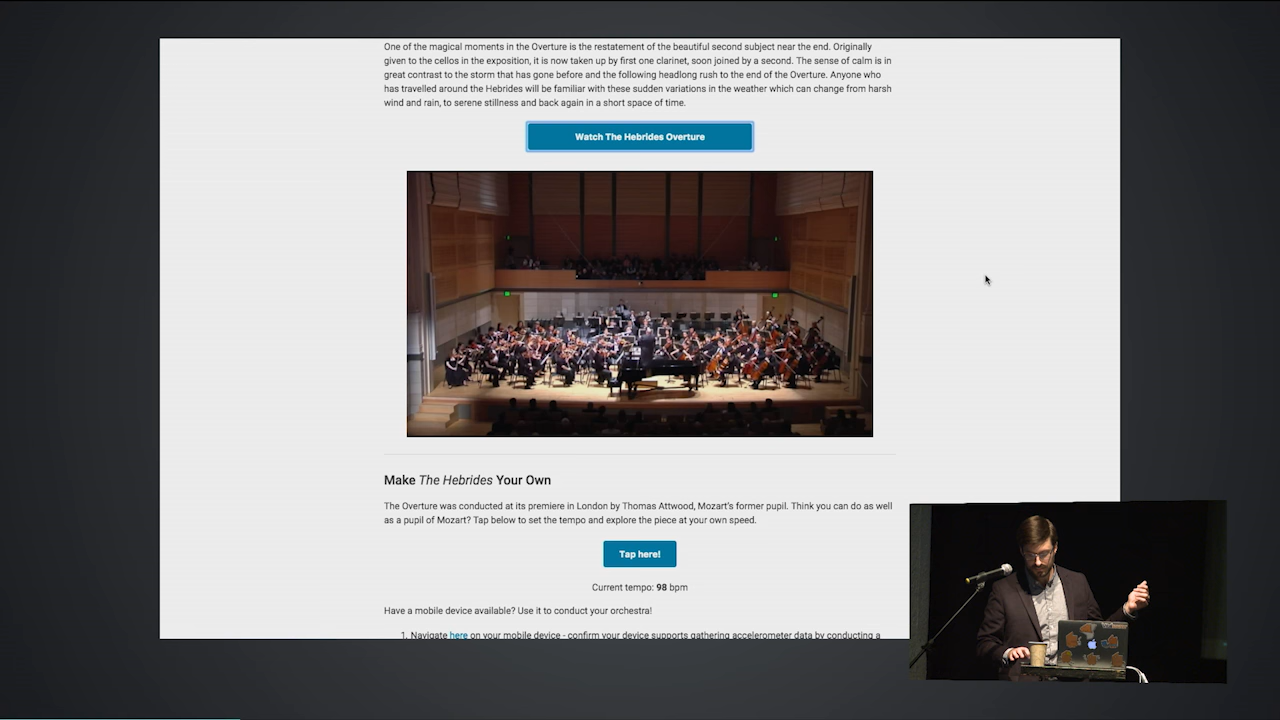 One of the magical moments in the Overture is the restatement of the beautiful second subject near the end. Originally
given to the cellos in the exposition, it is now taken up by first one clarinet, soon joined by a second. The sense of calm is in
great contrast to the storm that has gone before and the following headlong rush to the end of the Overture. Anyone who
has travelled around the Hebrides will be familiar with these sudden variations in the weather which can change from harsh
wind and rain, to serene stillness and back again in a short space of time.
Watch The Hebrides Overture
Make The Hebrides Your Own
The Overture was conducted at its premiere in London by Thomas Attwood, Mozart's former pupil. Think you can do as well
as a pupil of Mozart? Tap below to set the tempo and explore the piece at your own speed.
Tap here!
Current tempo: 98 bpm
Have a mobile device available? Use it to conduct your orchestra!
1. Navigate here on your mobile device - confirm your device supports gathering accelerometer data by conducting a